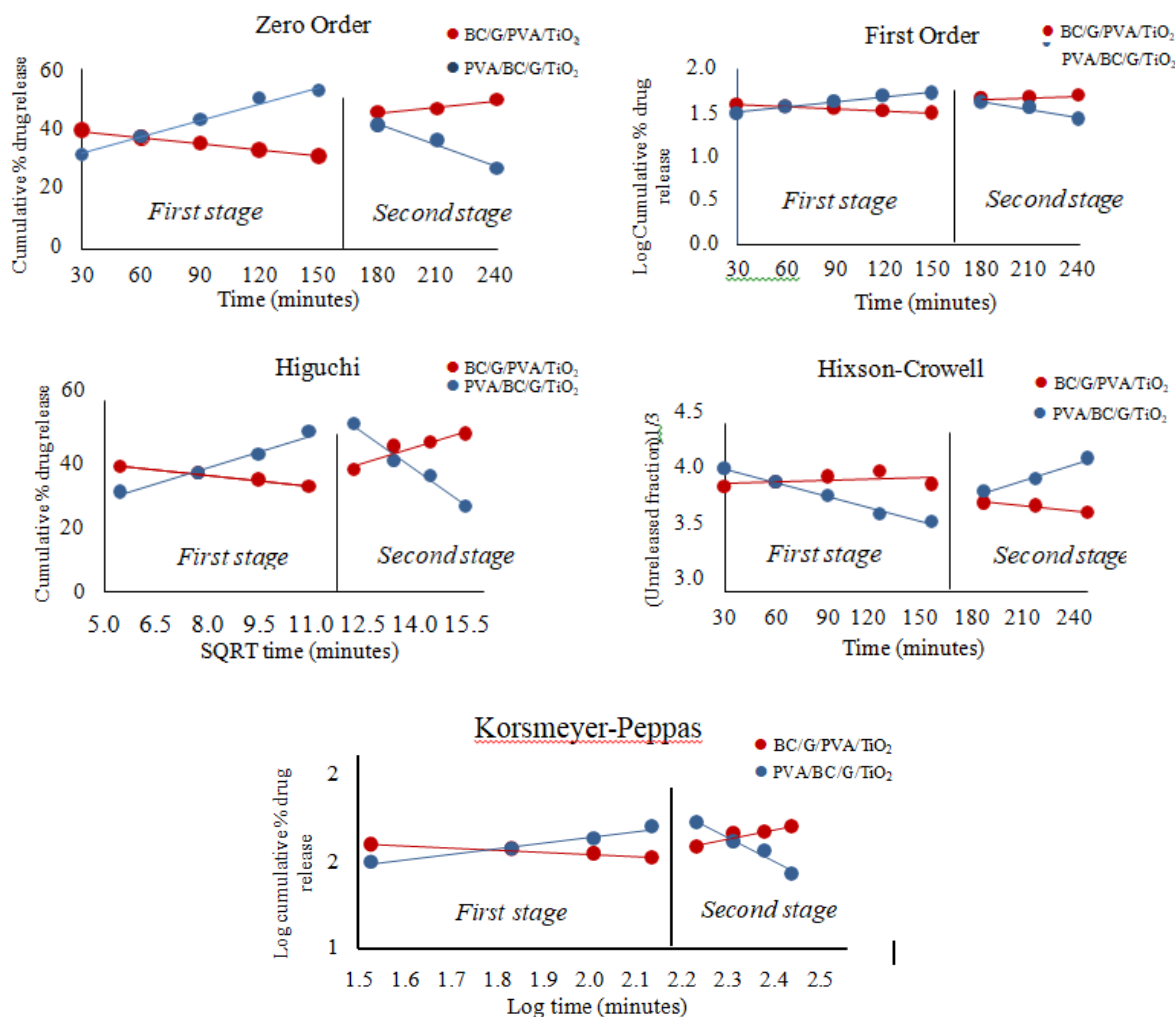 Zero Order
BC/G/PVA/TiO₂
PVA/BC/G/TiO₂
Cumulative % drug release
60
40
20
0
First stage
Second stage
30 60 90 120 150 180 210 240
Time (minutes)
First Order
BC/G/PVA/TiO₂
PVA/BC/G/TiO₂
Log Cumulative % drug
release
2.0
1.5
1.0
0.5
0.0
First stage
Second stage
30 60 90 120 150 180 210 240
Time (minutes)
Higuchi
BC/G/PVA/TiO₂
PVA/BC/G/TiO₂
Cumulative % drug release
60
40
20
0
First stage
Second stage
5.0 6.5 8.0 9.5 11.0 12.5 14.0 15.5
SQRT time (minutes)
Hixson-Crowell
BC/G/PVA/TiO₂
PVA/BC/G/TiO₂
(Unreleased fraction)1/3
4.5
4.0
3.5
3.0
First stage
Second stage
30 60 90 120 150 180 210 240
Time (minutes)
Korsmeyer-Peppas
BC/G/PVA/TiO₂
PVA/BC/G/TiO₂
Log cumulative % drug
release
2
2
1
First stage
Second stage
1.5 1.6 1.7 1.8 1.9 2.0 2.1 2.2 2.3 2.4 2.5
Log time (minutes)